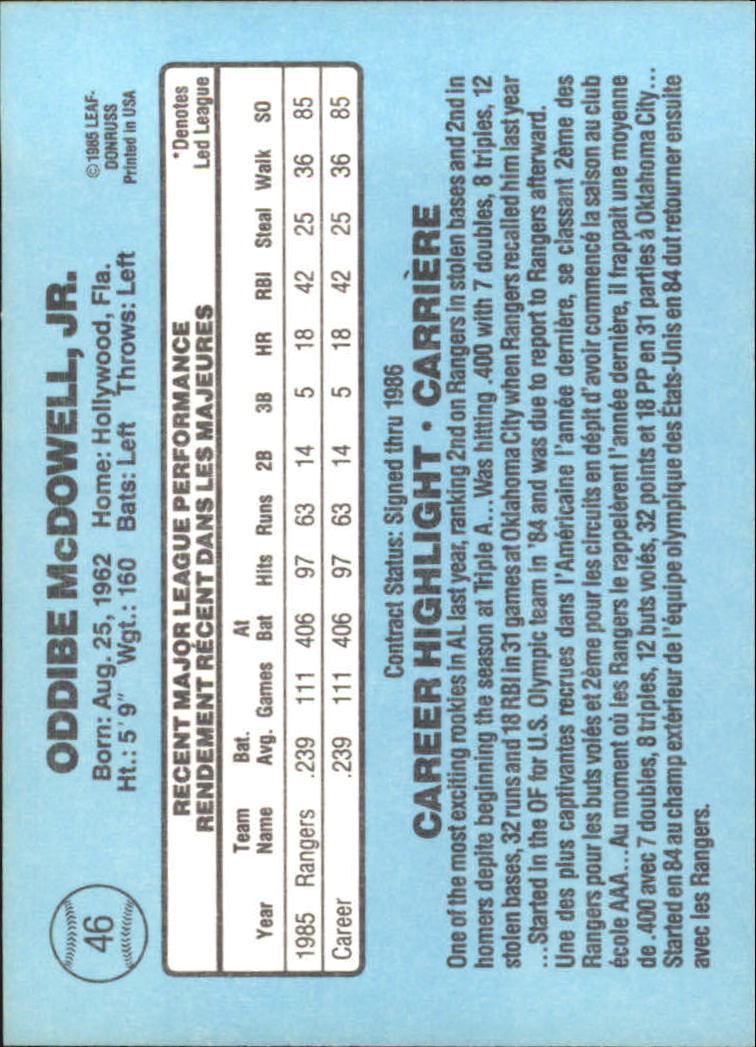 46
ODDIBE McDOWELL, JR.
Born: Aug. 25, 1962 Home: Hollywood, Fla.
Ht.: 5' 9" Wgt.: 160 Bats: Left Throws: Left
©1985 LEAF-
DONRUSS
Printed in USA
RECENT MAJOR LEAGUE PERFORMANCE
RENDEMENT RÉCENT DANS LES MAJEURES
*Denotes
Led League
Year Team Name Bat. Avg. Games At Bat Hits Runs 2B 3B HR RBI Steal Walk SO
1985 Rangers .239 111 406 97 63 14 5 18 42 25 36 85
Career .239 111 406 97 63 14 5 18 42 25 36 85
Contract Status: Signed thru 1986
CAREER HIGHLIGHT • CARRIÈRE
One of the most exciting rookies in AL last year, ranking 2nd on Rangers in stolen bases and 2nd in
homers depite beginning the season at Triple A... Was hitting .400 with 7 doubles, 8 triples, 12
stolen bases, 32 runs and 18 RBI in 31 games at Oklahoma City when Rangers recalled him last year
...Started in the OF for U.S. Olympic team in '84 and was due to report to Rangers afterward.
Une des plus captivantes recrues dans l'Américaine l'année dernière, se classant 2ème des
Rangers pour les buts volés et 2ème pour les circuits en dépit d'avoir commencé la saison au club
école AAA... Au moment où les Rangers le rappelèrent l'année dernière, il frappait une moyenne
de .400 avec 7 doubles, 8 triples, 12 buts volés, 32 points et 18 PP en 31 parties à Oklahoma City...
Started en 84 au champ extérieur de l'équipe olympique des États-Unis en 84 dut retourner ensuite
avec les Rangers.